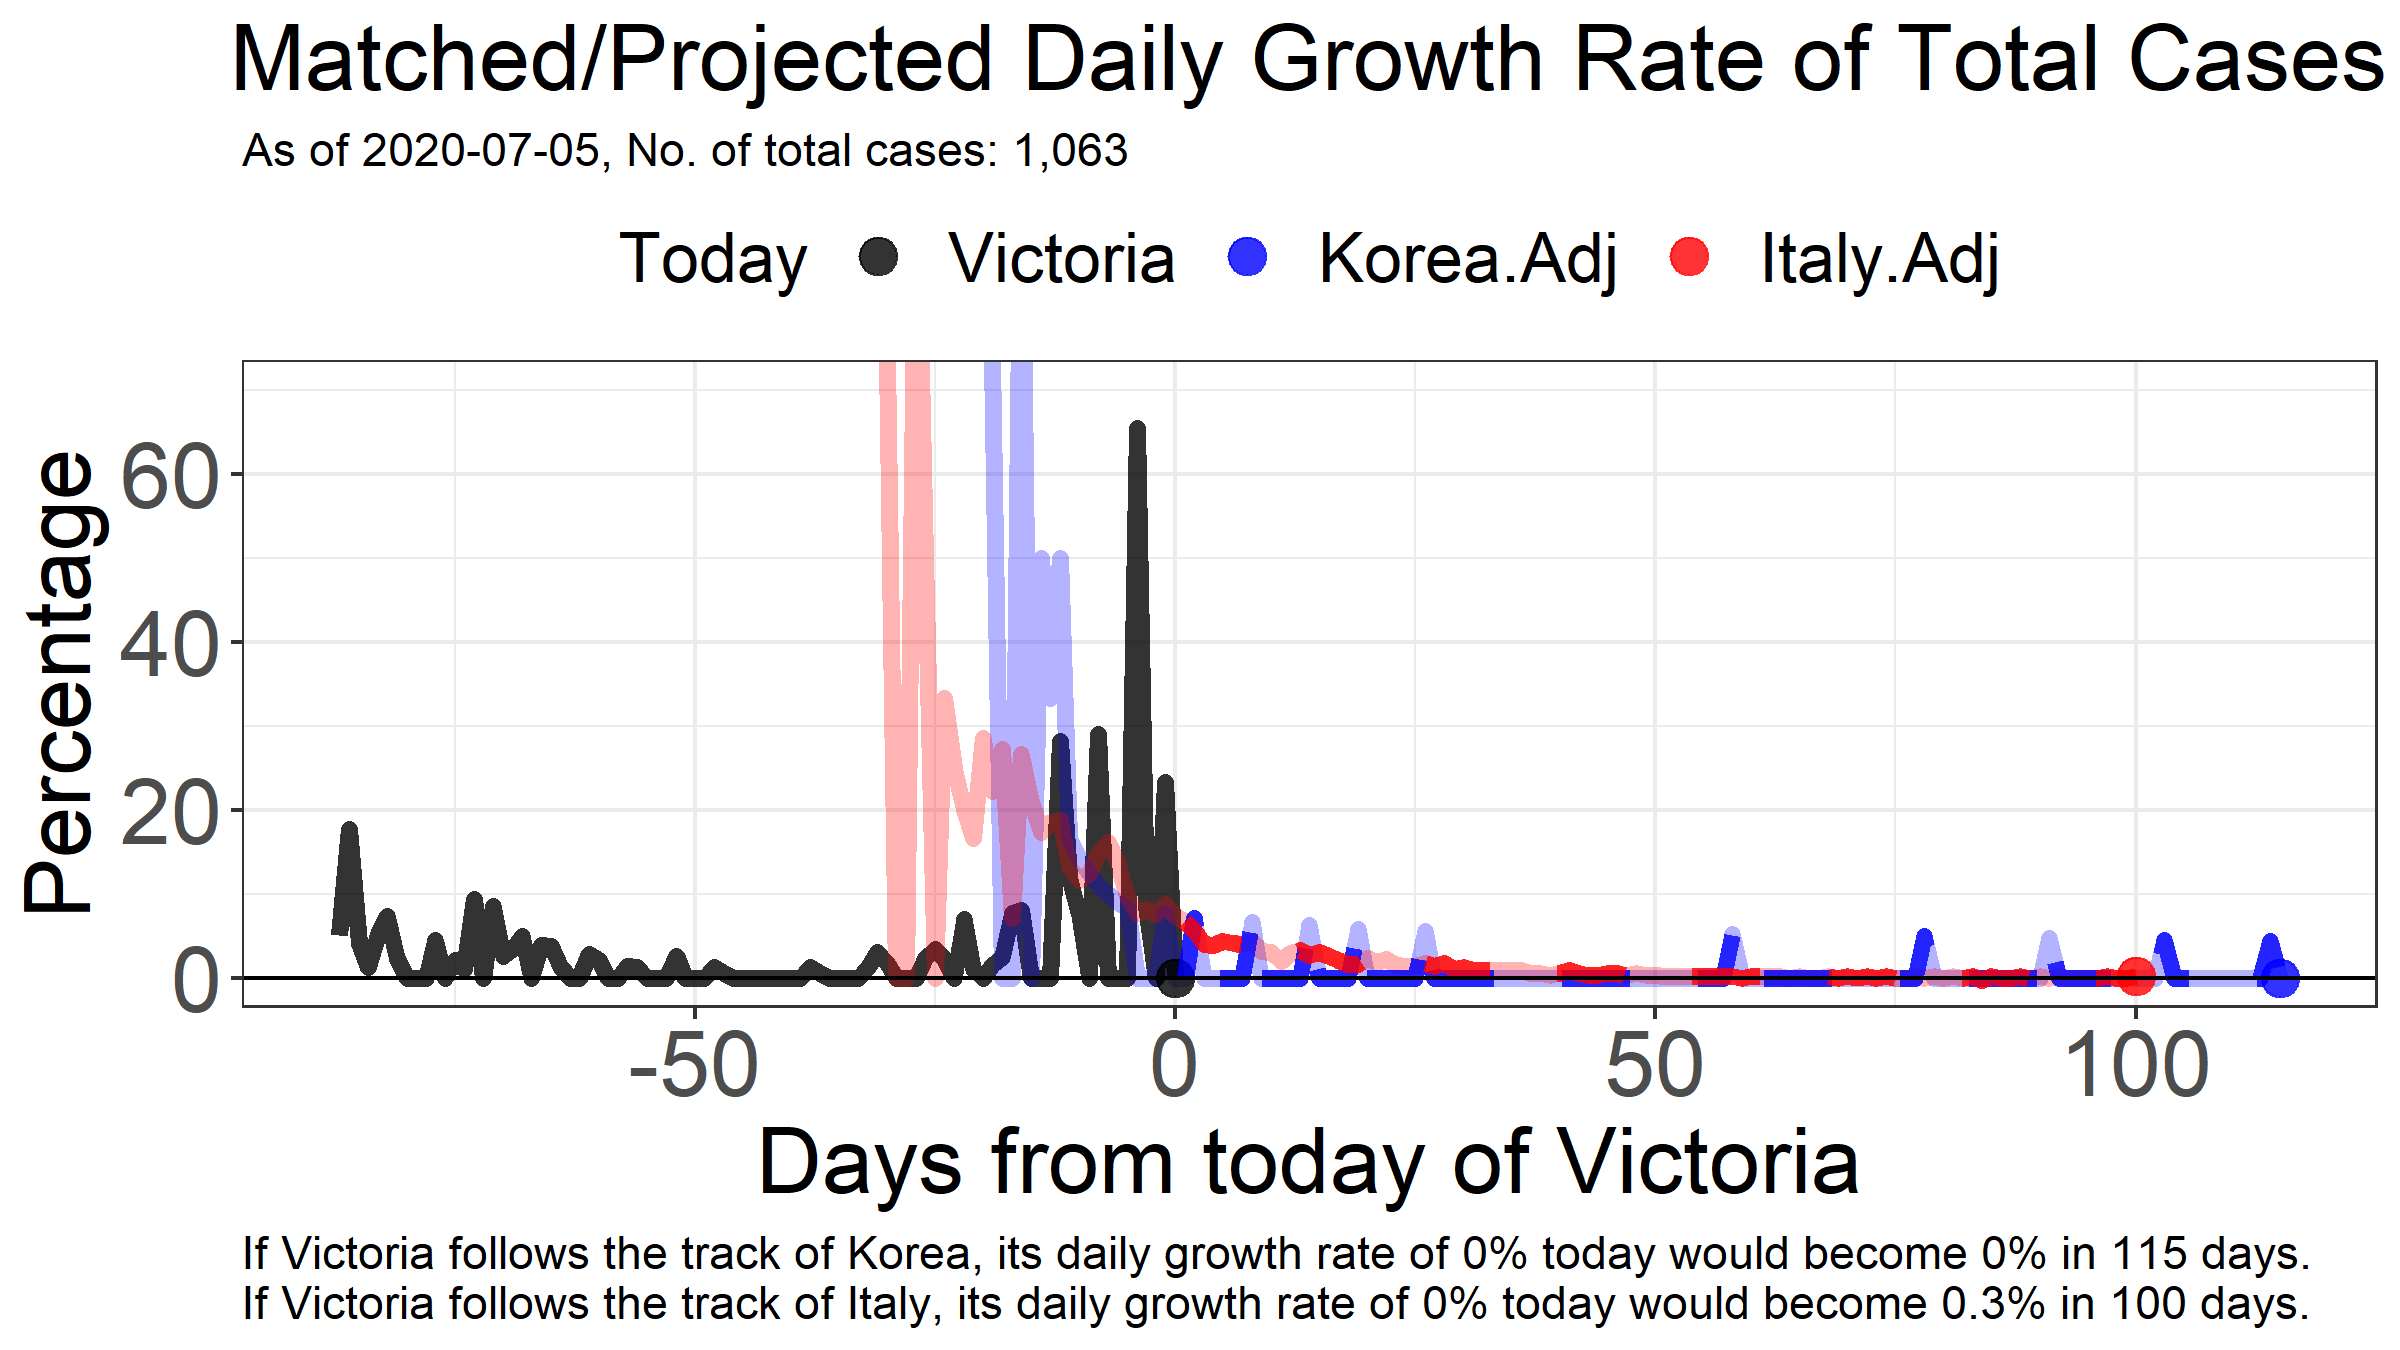 Matched/Projected Daily Growth Rate of Total Cases
As of 2020-07-05, No. of total cases: 1,063
Today Victoria Korea.Adj Italy.Adj
Percentage
60
40
20
0
-50 0 50 100
Days from today of Victoria
If Victoria follows the track of Korea, its daily growth rate of 0% today would become 0% in 115 days.
If Victoria follows the track of Italy, its daily growth rate of 0% today would become 0.3% in 100 days.